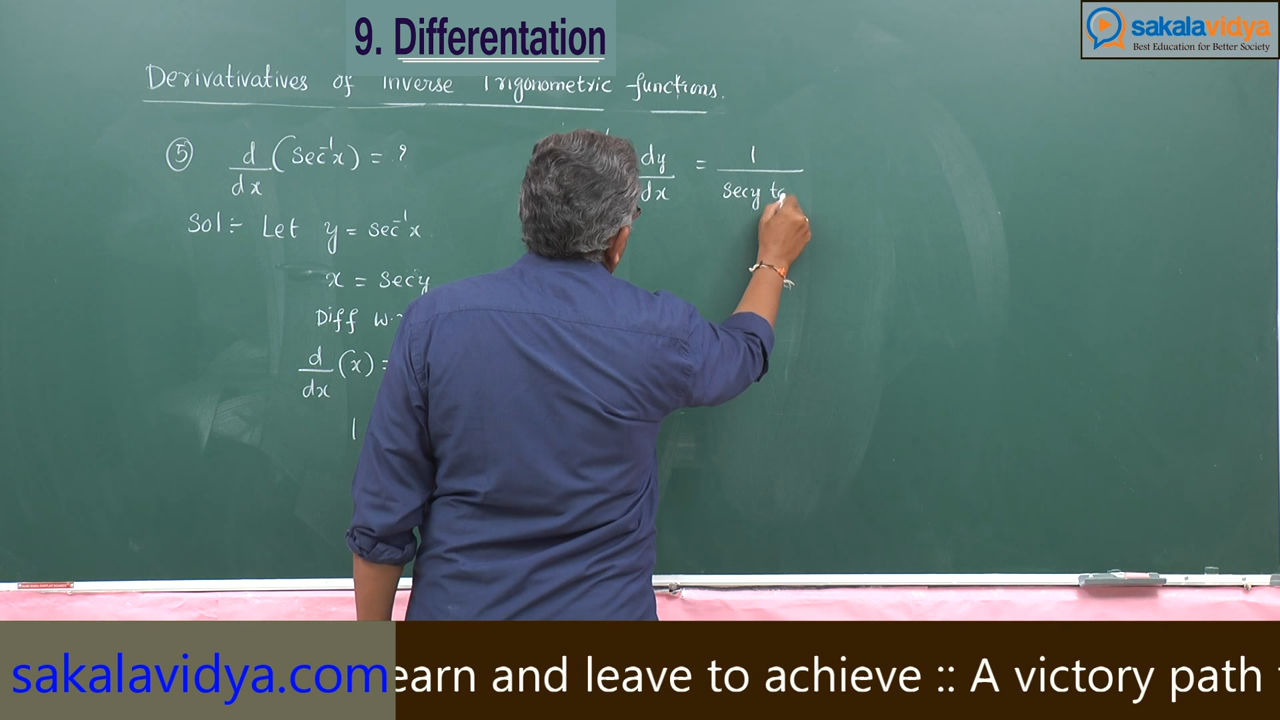 9. Differentation
sakalavidya
Best Education for Better Society
Derivativatives of Inverse Trigonometric functions.
⑤ d/dx (Sec⁻¹x) = ?
Sol:- Let y = Sec⁻¹x
x = Secy
Diff w.
d/dx (x) =
1
dy/dx = 1/Secy
sakalavidya.com earn and leave to achieve :: A victory path